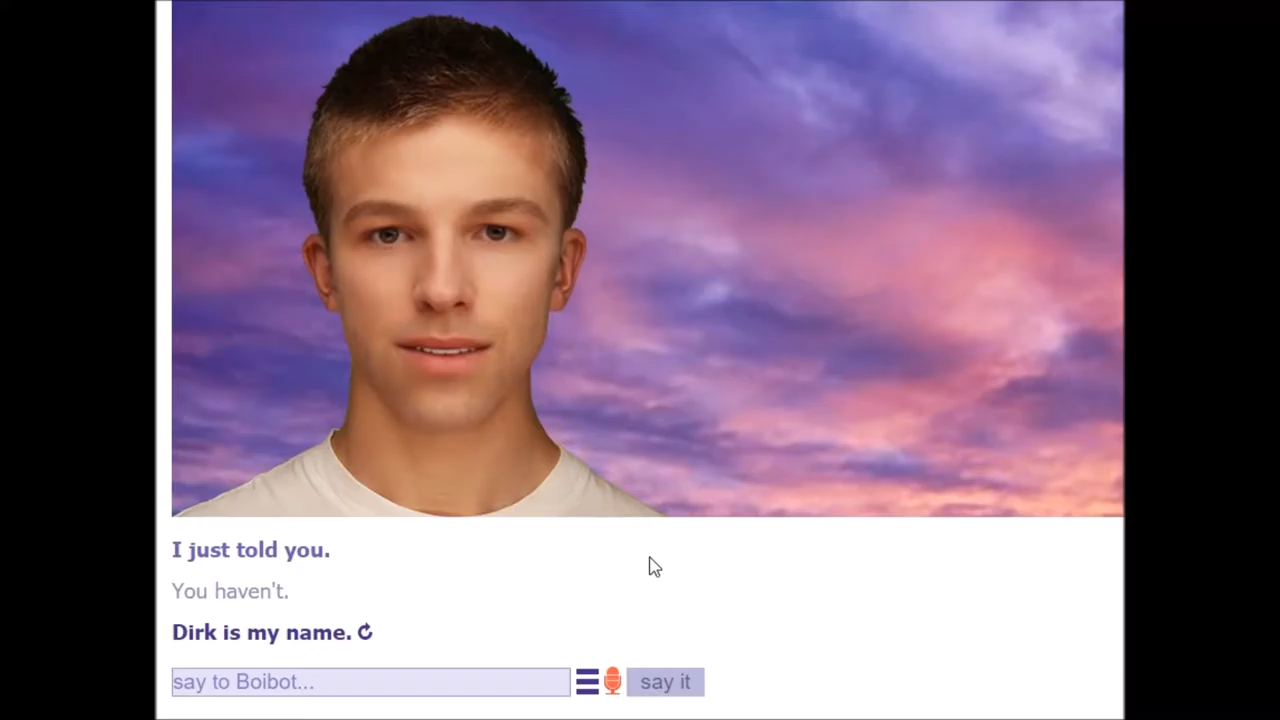 I just told you.
You haven't.
Dirk is my name.
say to Boibot...
say it